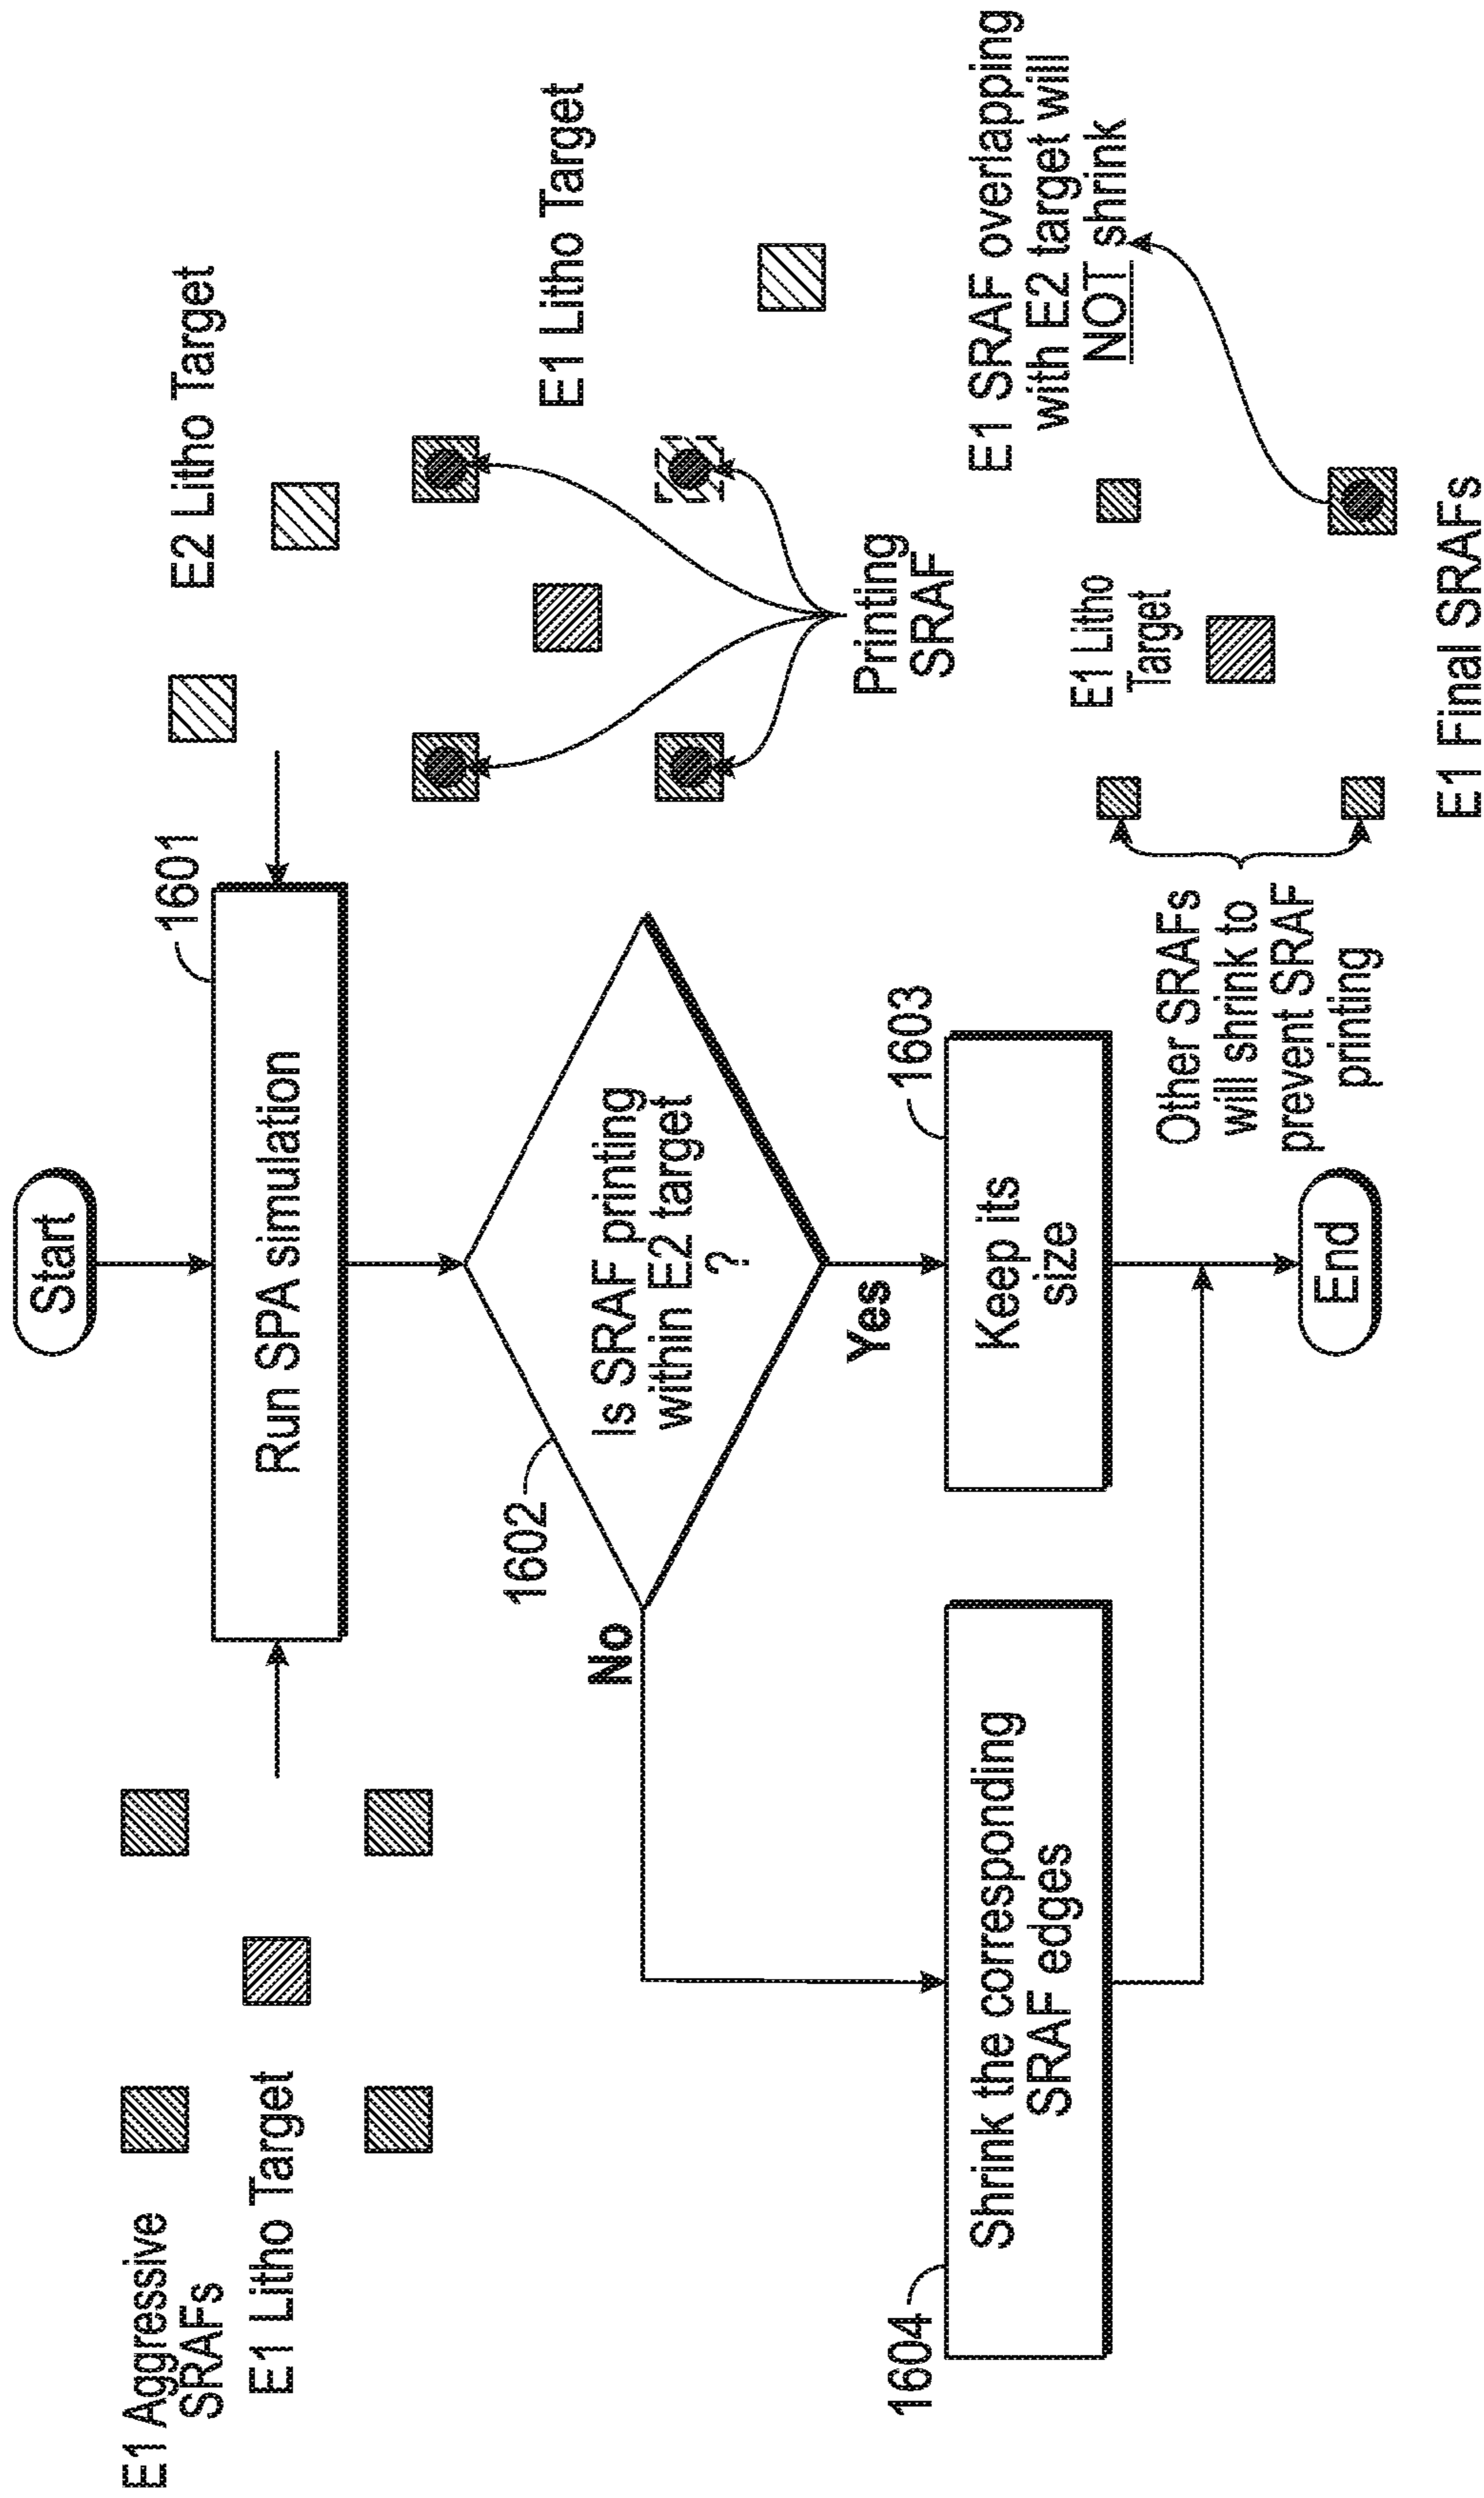 Start
E1 Aggressive
SRAFs
E1 Litho Target
1601
Run SPA simulation
E2 Litho Target
1602
Is SRAF printing
within E2 target
?
No
Yes
E1 Litho Target
Printing
SRAF
1604
Shrink the corresponding
SRAF edges
1603
Keep its
size
End
E1 SRAF overlapping
with E2 target will
NOT shrink
E1 Litho
Target
Other SRAFs
will shrink to
prevent SRAF
printing
E1 Final SRAFs